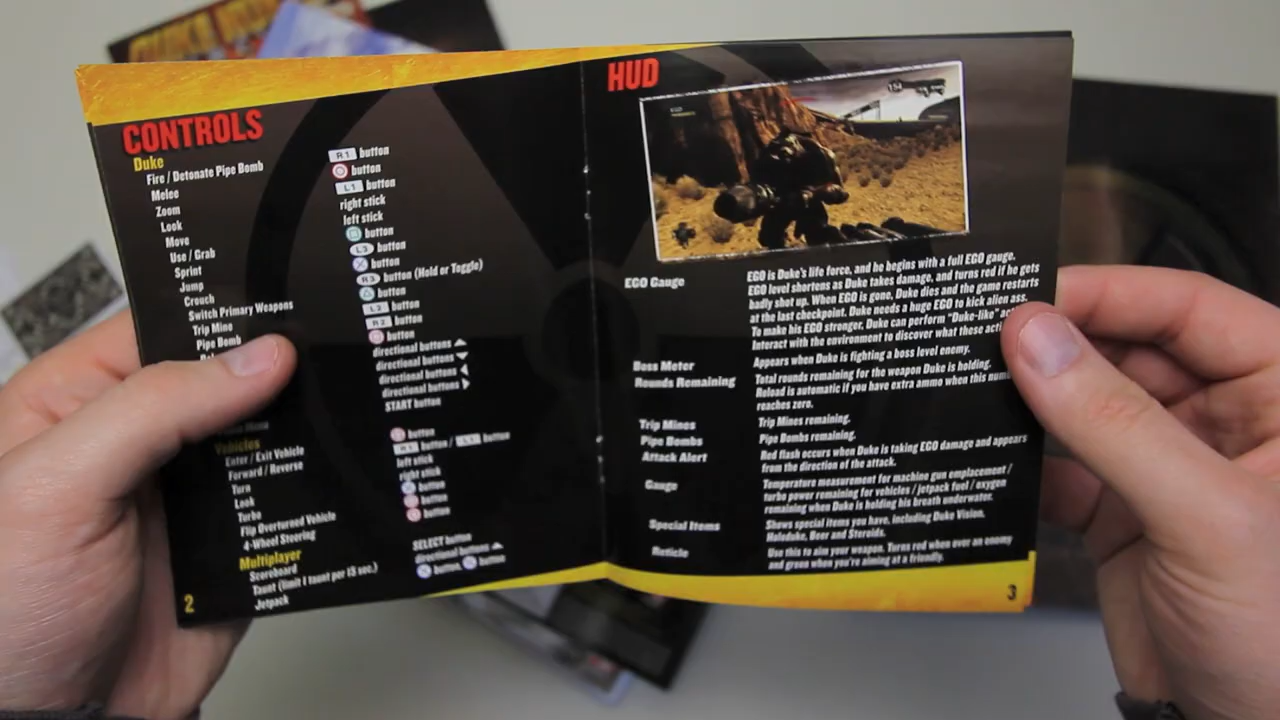 DUKE NUKEM
CONTROLS
Duke
Fire / Detonate Pipe Bomb R1 button
Melee button
Zoom L1 button
Look right stick
Move left stick
Use / Grab button
Sprint L3 button
Jump button
Crouch R3 button (Hold or Toggle)
Switch Primary Weapons button
Trip Mine L2 button
Pipe Bomb R2 button
button
directional buttons
directional buttons
directional buttons
directional buttons
START button
Vehicles
Enter / Exit Vehicle button
Forward / Reverse R1 button / L1 button
Turn left stick
Look right stick
Turbo button
Flip Overturned Vehicle button
4-Wheel Steering button
Multiplayer
Scoreboard SELECT button
Taunt (limit 1 taunt per 15 sec.) directional buttons
Jetpack button, button
2
HUD
154
EGO Gauge EGO is Duke's life force, and he begins with a full EGO gauge.
EGO level shortens as Duke takes damage, and turns red if he gets
badly shot up. When EGO is gone, Duke dies and the game restarts
at the last checkpoint. Duke needs a huge EGO to kick alien ass.
To make his EGO stronger, Duke can perform "Duke-like"
Interact with the environment to discover what these
Boss Meter Appears when Duke is fighting a boss level enemy.
Rounds Remaining Total rounds remaining for the weapon Duke is holding.
Reload is automatic if you have extra ammo when this
reaches zero.
Trip Mines Trip Mines remaining.
Pipe Bombs Pipe Bombs remaining.
Attack Alert Red flash occurs when Duke is taking EGO damage and appears
from the direction of the attack.
Gauge Temperature measurement for machine gun emplacement /
turbo power remaining for vehicles / jetpack fuel / oxygen
remaining when Duke is holding his breath underwater.
Special Items Shows special items you have, including Duke Vision,
Holoduke, Beer and Steroids.
Reticle Use this to aim your weapon. Turns red when over an enemy
and green when you're aiming at a friendly.
3